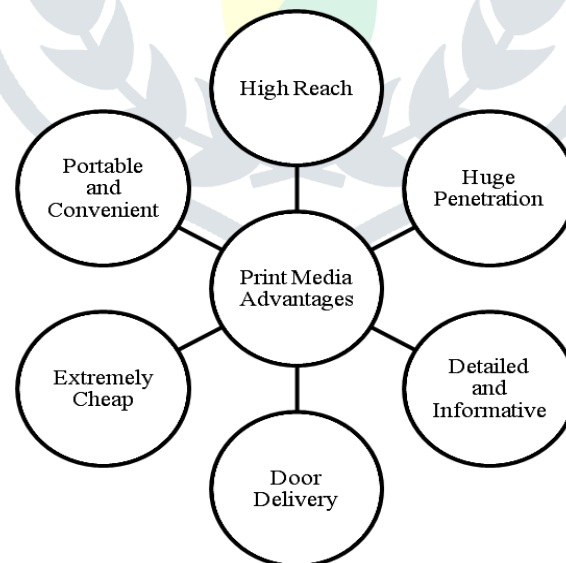 High Reach
Huge
Penetration
Detailed
and
Informative
Door
Delivery
Extremely
Cheap
Portable
and
Convenient
Print Media
Advantages